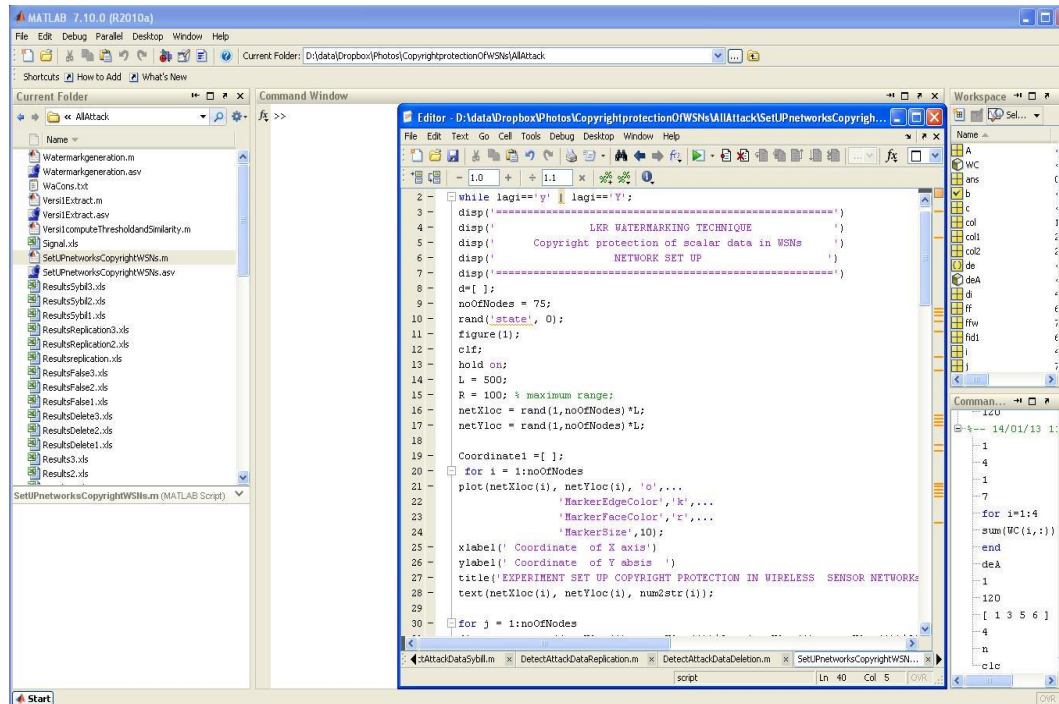 MATLAB 7.10.0 (R2010a)
File Edit Debug Parallel Desktop Window Help
Current Folder: D:\data\Dropbox\Photos\CopyrightprotectionOfWSNs\AllAttack
Shortcuts How to Add What's New
Current Folder
« AllAttack
Name
Watermarkgeneration.m
Watermarkgeneration.asv
WaCons.txt
Versi1Extract.m
Versi1Extract.asv
Versi1computeThresholdandSimilarity.m
Signal.xls
SetUPnetworksCopyrightWSNs.m
SetUPnetworksCopyrightWSNs.asv
ResultsSybil3.xls
ResultsSybil2.xls
ResultsSybil1.xls
ResultsReplication3.xls
ResultsReplication2.xls
Resultsreplication.xls
ResultsFalse3.xls
ResultsFalse2.xls
ResultsFalse1.xls
ResultsDelete3.xls
ResultsDelete2.xls
ResultsDelete1.xls
Results3.xls
Results2.xls
SetUPnetworksCopyrightWSNs.m (MATLAB Script)
Command Window
fx >>
Editor - D:\data\Dropbox\Photos\CopyrightprotectionOfWSNs\AllAttack\SetUPnetworksCopyrigh...
File Edit Text Go Cell Tools Debug Desktop Window Help
fx
- 1.0 + ÷ 1.1 ×
2 - while lagi=='y' | lagi=='Y';
3 - disp('====================================================')
4 - disp(' LKR WATERMARKING TECHNIQUE ')
5 - disp(' Copyright protection of scalar data in WSNs ')
6 - disp(' NETWORK SET UP ')
7 - disp('====================================================')
8 - d=[ ];
9 - noOfNodes = 75;
10 - rand('state', 0);
11 - figure(1);
12 - clf;
13 - hold on;
14 - L = 500;
15 - R = 100; % maximum range;
16 - netXloc = rand(1,noOfNodes)*L;
17 - netYloc = rand(1,noOfNodes)*L;
18
19 - Coordinate1 =[ ];
20 - for i = 1:noOfNodes
21 - plot(netXloc(i), netYloc(i), 'o',...
22 'MarkerEdgeColor','k',...
23 'MarkerFaceColor','r',...
24 'MarkerSize',10);
25 - xlabel(' Coordinate of X axis')
26 - ylabel(' Coordinate of Y absis ')
27 - title('EXPERIMENT SET UP COPYRIGHT PROTECTION IN WIRELESS SENSOR NETWORKs
28 - text(netXloc(i), netYloc(i), num2str(i));
29
30 - for j = 1:noOfNodes
:tAttackDataSybill.m × DetectAttackDataReplication.m × DetectAttackDataDeletion.m × SetUPnetworksCopyrightWSN... ×
script Ln 40 Col 5 OVR
Workspace
Sel...
Name
A
WC
ans
b
c
col
col1
col2
de
deA
di
ff
ffw
fid1
i
j
Comman...
120
%-- 14/01/13 1
1
4
1
7
for i=1:4
sum(WC(i,:))
end
deA
1
120
[ 1 3 5 6 ]
4
n
clc
Start
OVR